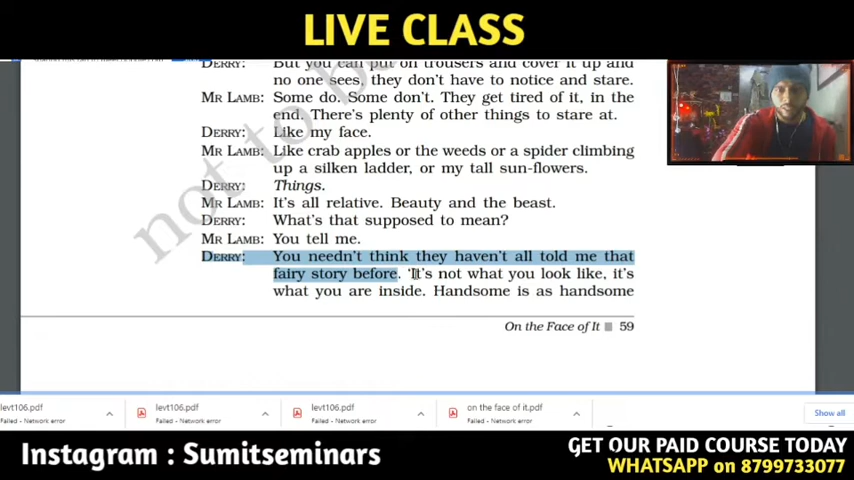 LIVE CLASS
DERRY: But you can put on trousers and cover it up and
no one sees, they don't have to notice and stare.
MR LAMB: Some do. Some don't. They get tired of it, in the
end. There's plenty of other things to stare at.
DERRY: Like my face.
MR LAMB: Like crab apples or the weeds or a spider climbing
up a silken ladder, or my tall sun-flowers.
DERRY: Things.
MR LAMB: It's all relative. Beauty and the beast.
DERRY: What's that supposed to mean?
MR LAMB: You tell me.
DERRY: You needn't think they haven't all told me that
fairy story before. 'It's not what you look like, it's
what you are inside. Handsome is as handsome
not to be
On the Face of It 59
levt106.pdf levt106.pdf levt106.pdf on the face of it.pdf Show all
Failed - Network error Failed - Network error Failed - Network error Failed - Network error
Instagram : Sumitseminars
GET OUR PAID COURSE TODAY
WHATSAPP on 8799733077